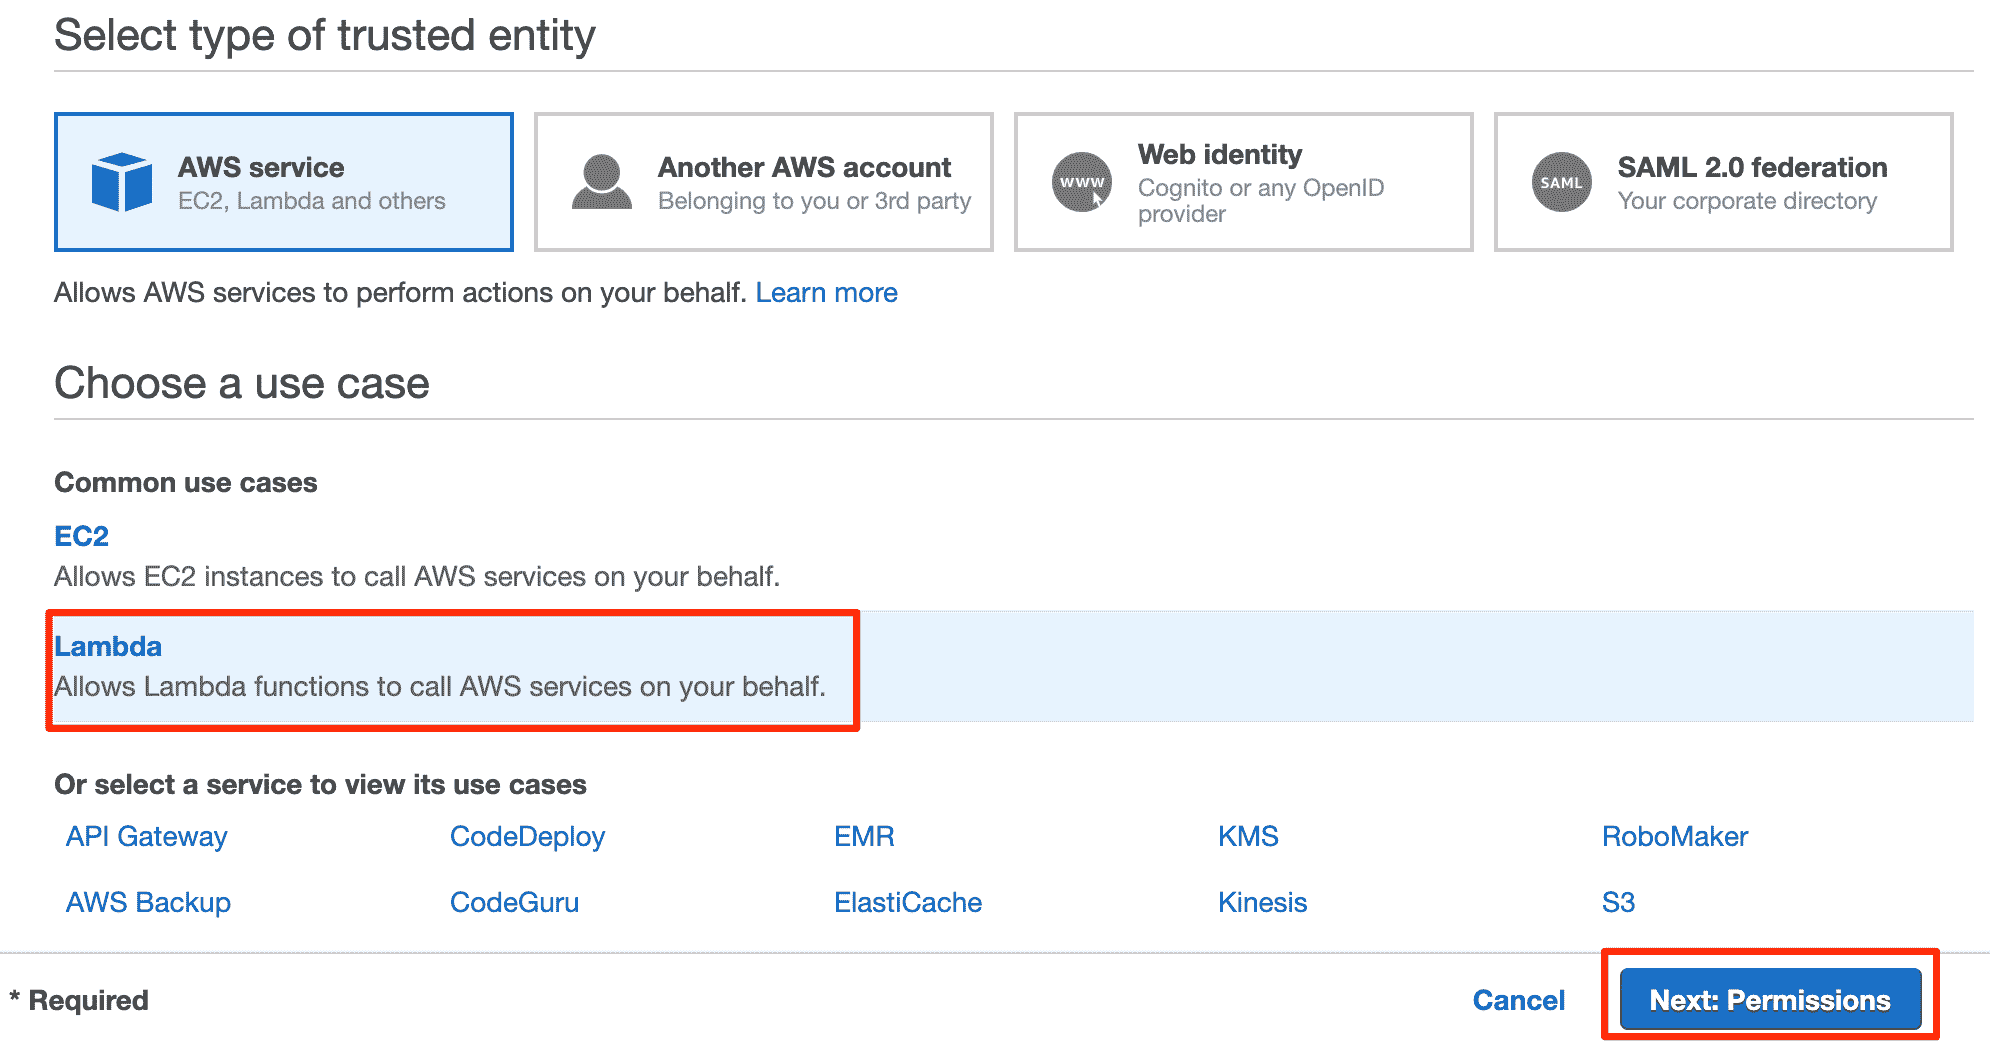 Select type of trusted entity
AWS service
EC2, Lambda and others
Another AWS account
Belonging to you or 3rd party
www
Web identity
Cognito or any OpenID
provider
SAML
SAML 2.0 federation
Your corporate directory
Allows AWS services to perform actions on your behalf. Learn more
Choose a use case
Common use cases
EC2
Allows EC2 instances to call AWS services on your behalf.
Lambda
Allows Lambda functions to call AWS services on your behalf.
Or select a service to view its use cases
API Gateway CodeDeploy EMR KMS RoboMaker
AWS Backup CodeGuru ElastiCache Kinesis S3
* Required Cancel Next: Permissions